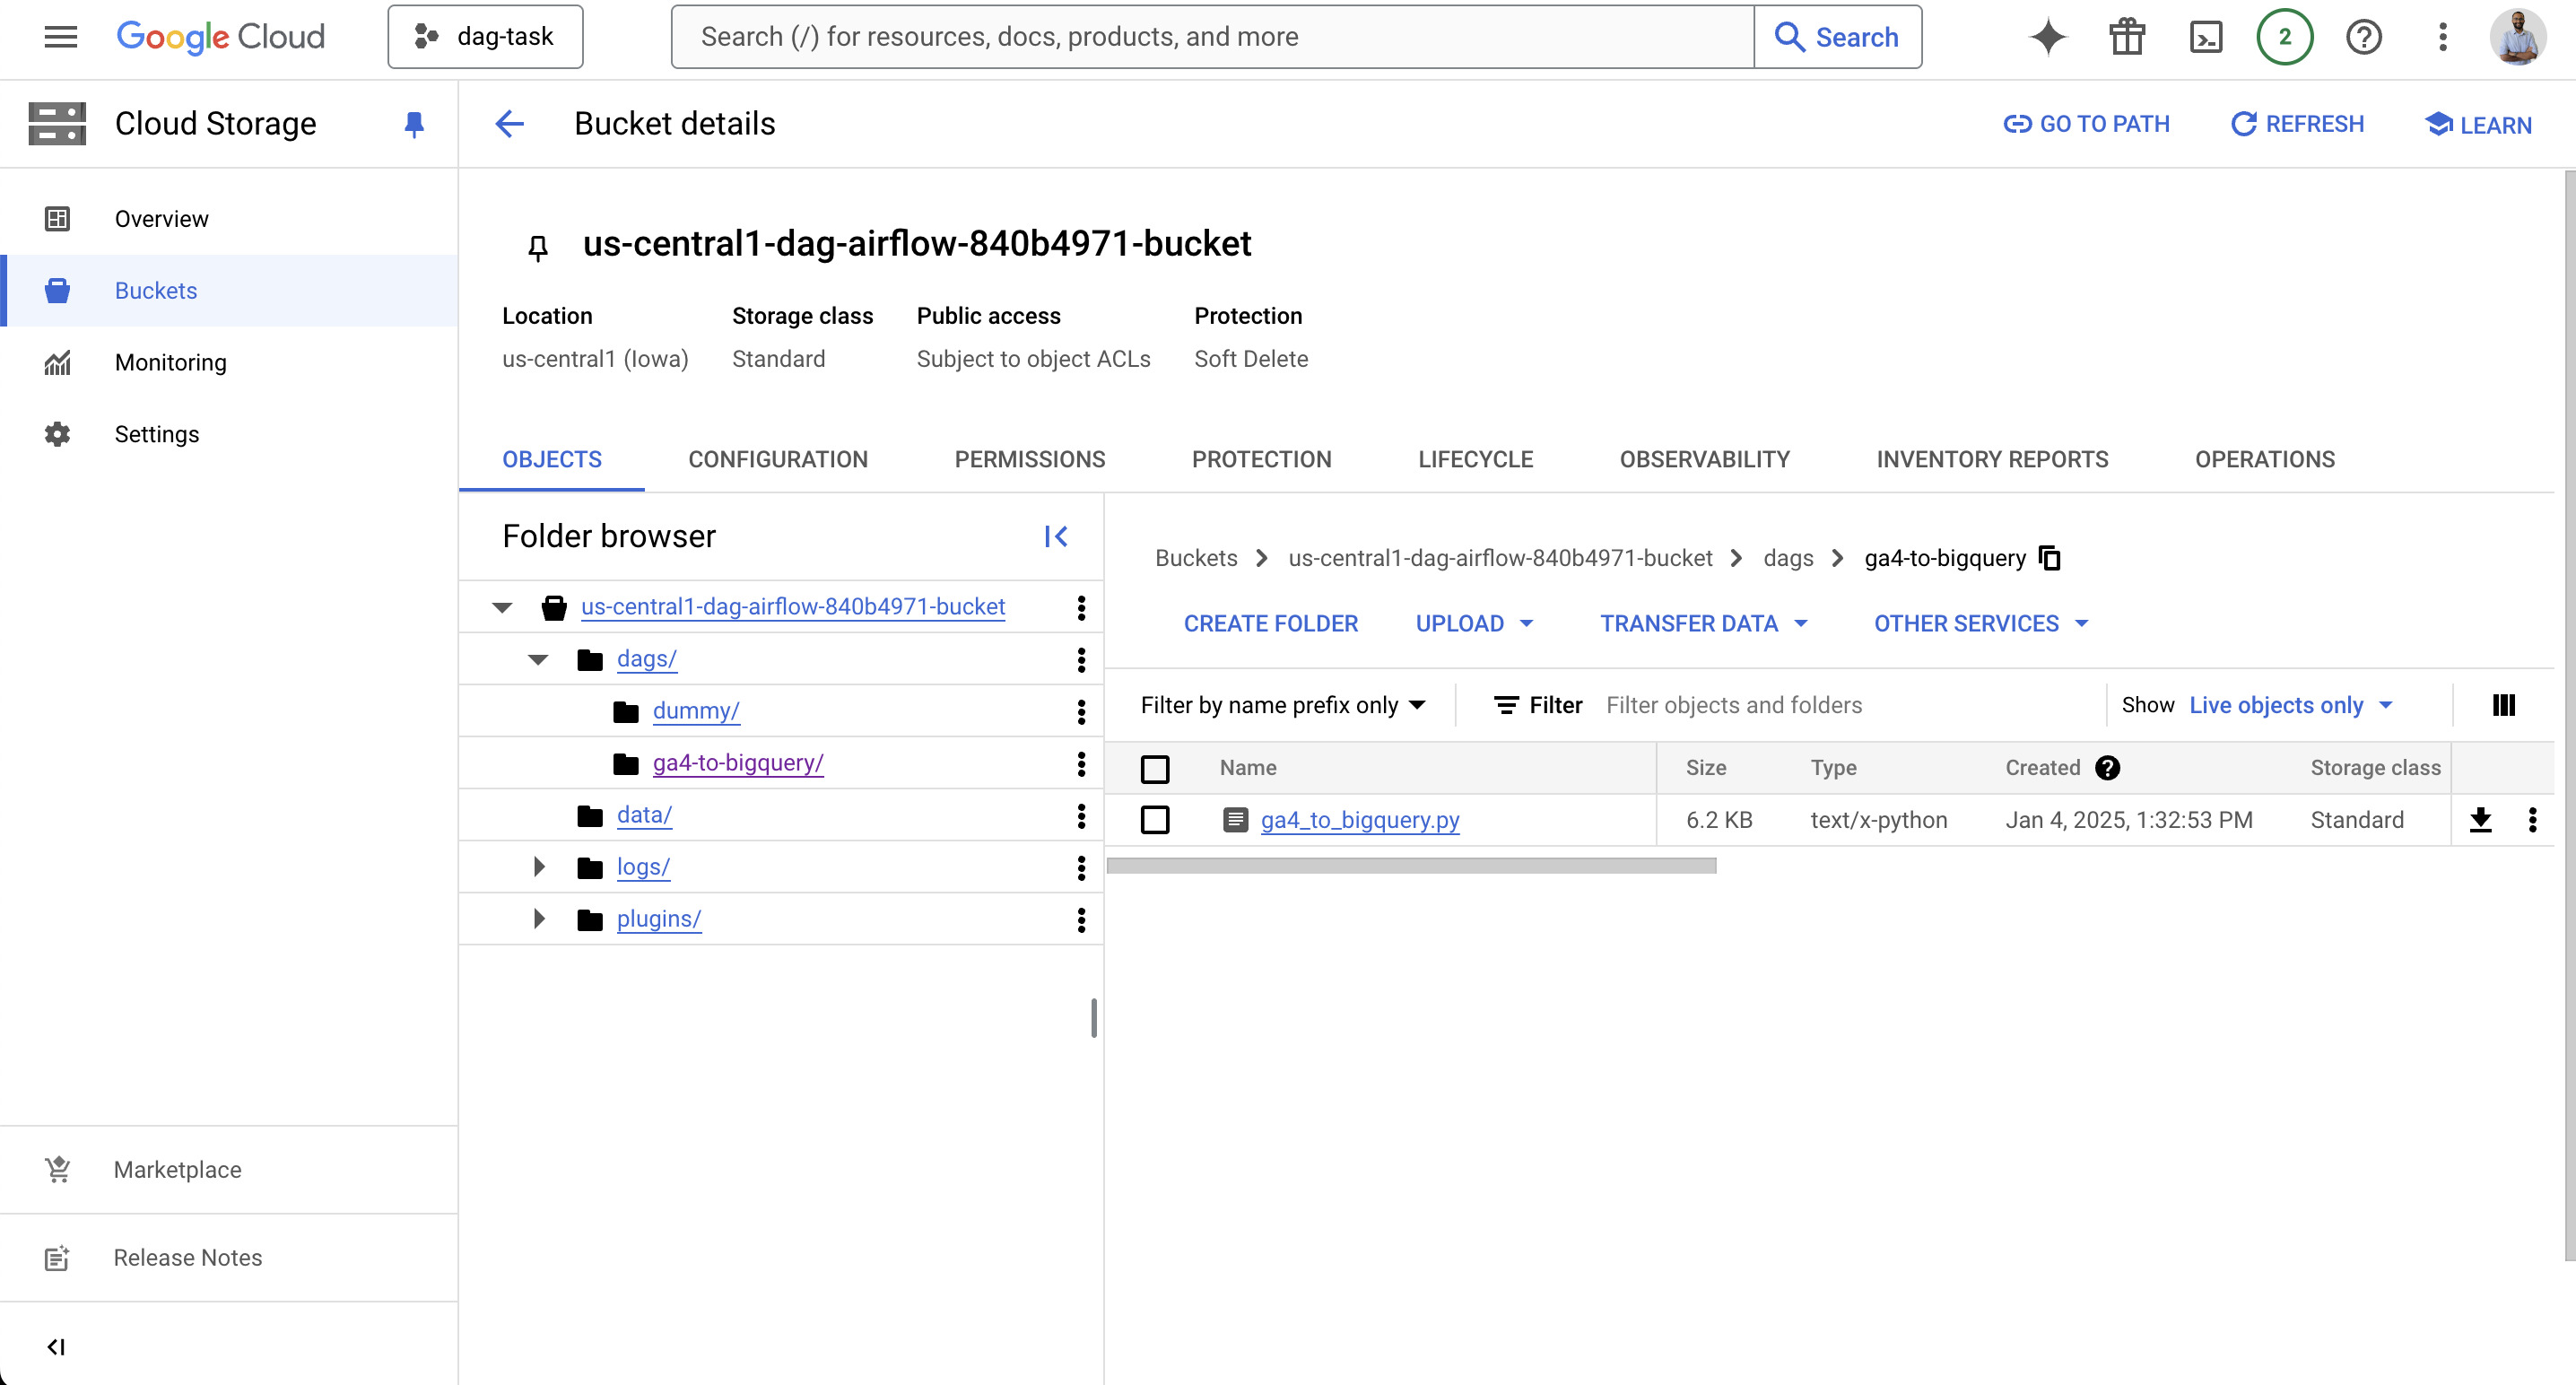 Google Cloud
dag-task
Search (/) for resources, docs, products, and more
Search
2
Cloud Storage
Bucket details
GO TO PATH
REFRESH
LEARN
Overview
Buckets
Monitoring
Settings
Marketplace
Release Notes
us-central1-dag-airflow-840b4971-bucket
Location
Storage class
Public access
Protection
us-central1 (Iowa)
Standard
Subject to object ACLs
Soft Delete
OBJECTS
CONFIGURATION
PERMISSIONS
PROTECTION
LIFECYCLE
OBSERVABILITY
INVENTORY REPORTS
OPERATIONS
Folder browser
us-central1-dag-airflow-840b4971-bucket
dags/
dummy/
ga4-to-bigquery/
data/
logs/
plugins/
Buckets
us-central1-dag-airflow-840b4971-bucket
dags
ga4-to-bigquery
CREATE FOLDER
UPLOAD
TRANSFER DATA
OTHER SERVICES
Filter by name prefix only
Filter
Filter objects and folders
Show
Live objects only
Name
Size
Type
Created
Storage class
ga4_to_bigquery.py
6.2 KB
text/x-python
Jan 4, 2025, 1:32:53 PM
Standard